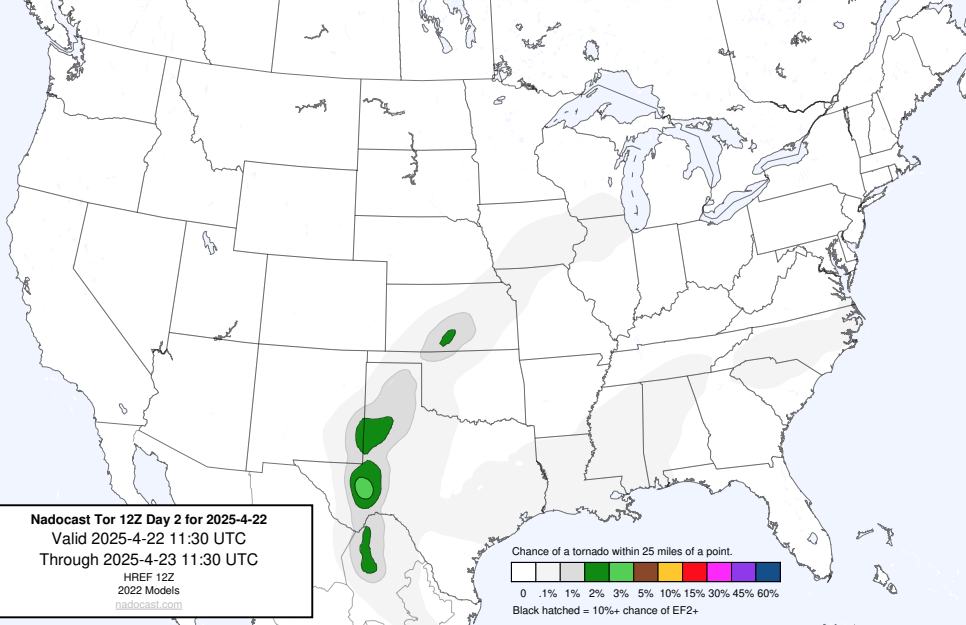 Nadocast Tor 12Z Day 2 for 2025-4-22
Valid 2025-4-22 11:30 UTC
Through 2025-4-23 11:30 UTC
HREF 12Z
2022 Models
nadocast.com
Chance of a tornado within 25 miles of a point.
0 .1% 1% 2% 3% 5% 10% 15% 30% 45% 60%
Black hatched = 10%+ chance of EF2+